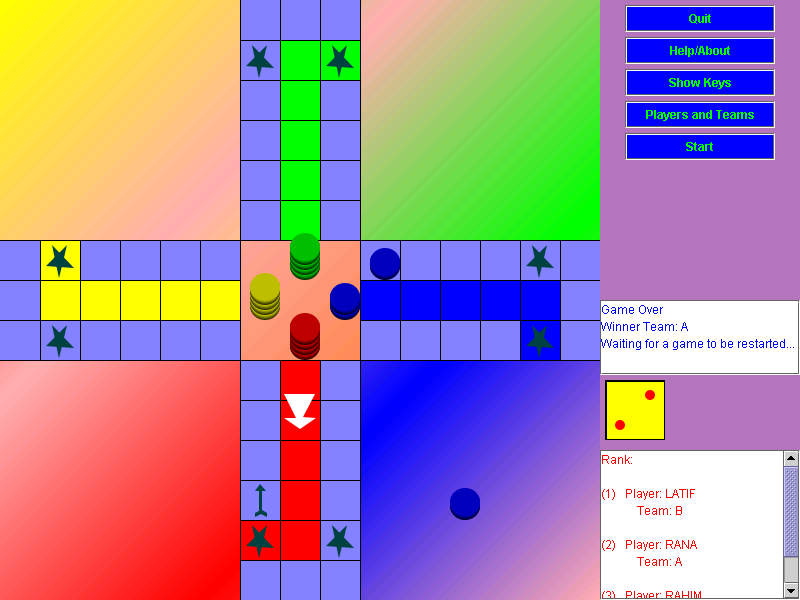 Quit
Help/About
Show Keys
Players and Teams
Start
Game Over
Winner Team: A
Waiting for a game to be restarted...
Rank:
(1) Player: LATIF
Team: B
(2) Player: RANA
Team: A
(3) Player: RAHIM